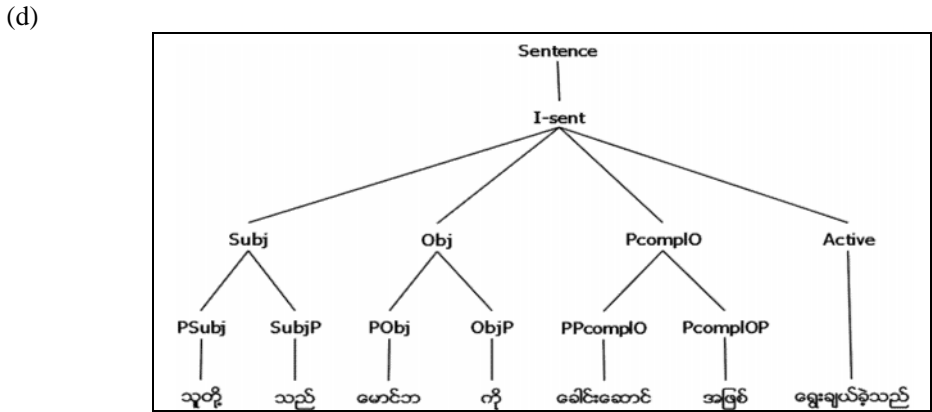 (d)
Sentence
I-sent
Subj Obj PcomplO Active
PSubj SubjP PObj ObjP PPcomplO PcomplOP
သူတို့ သည် မောင်ဘ ကို ခေါင်းဆောင် အဖြစ် ရွေးချယ်ခဲ့သည်